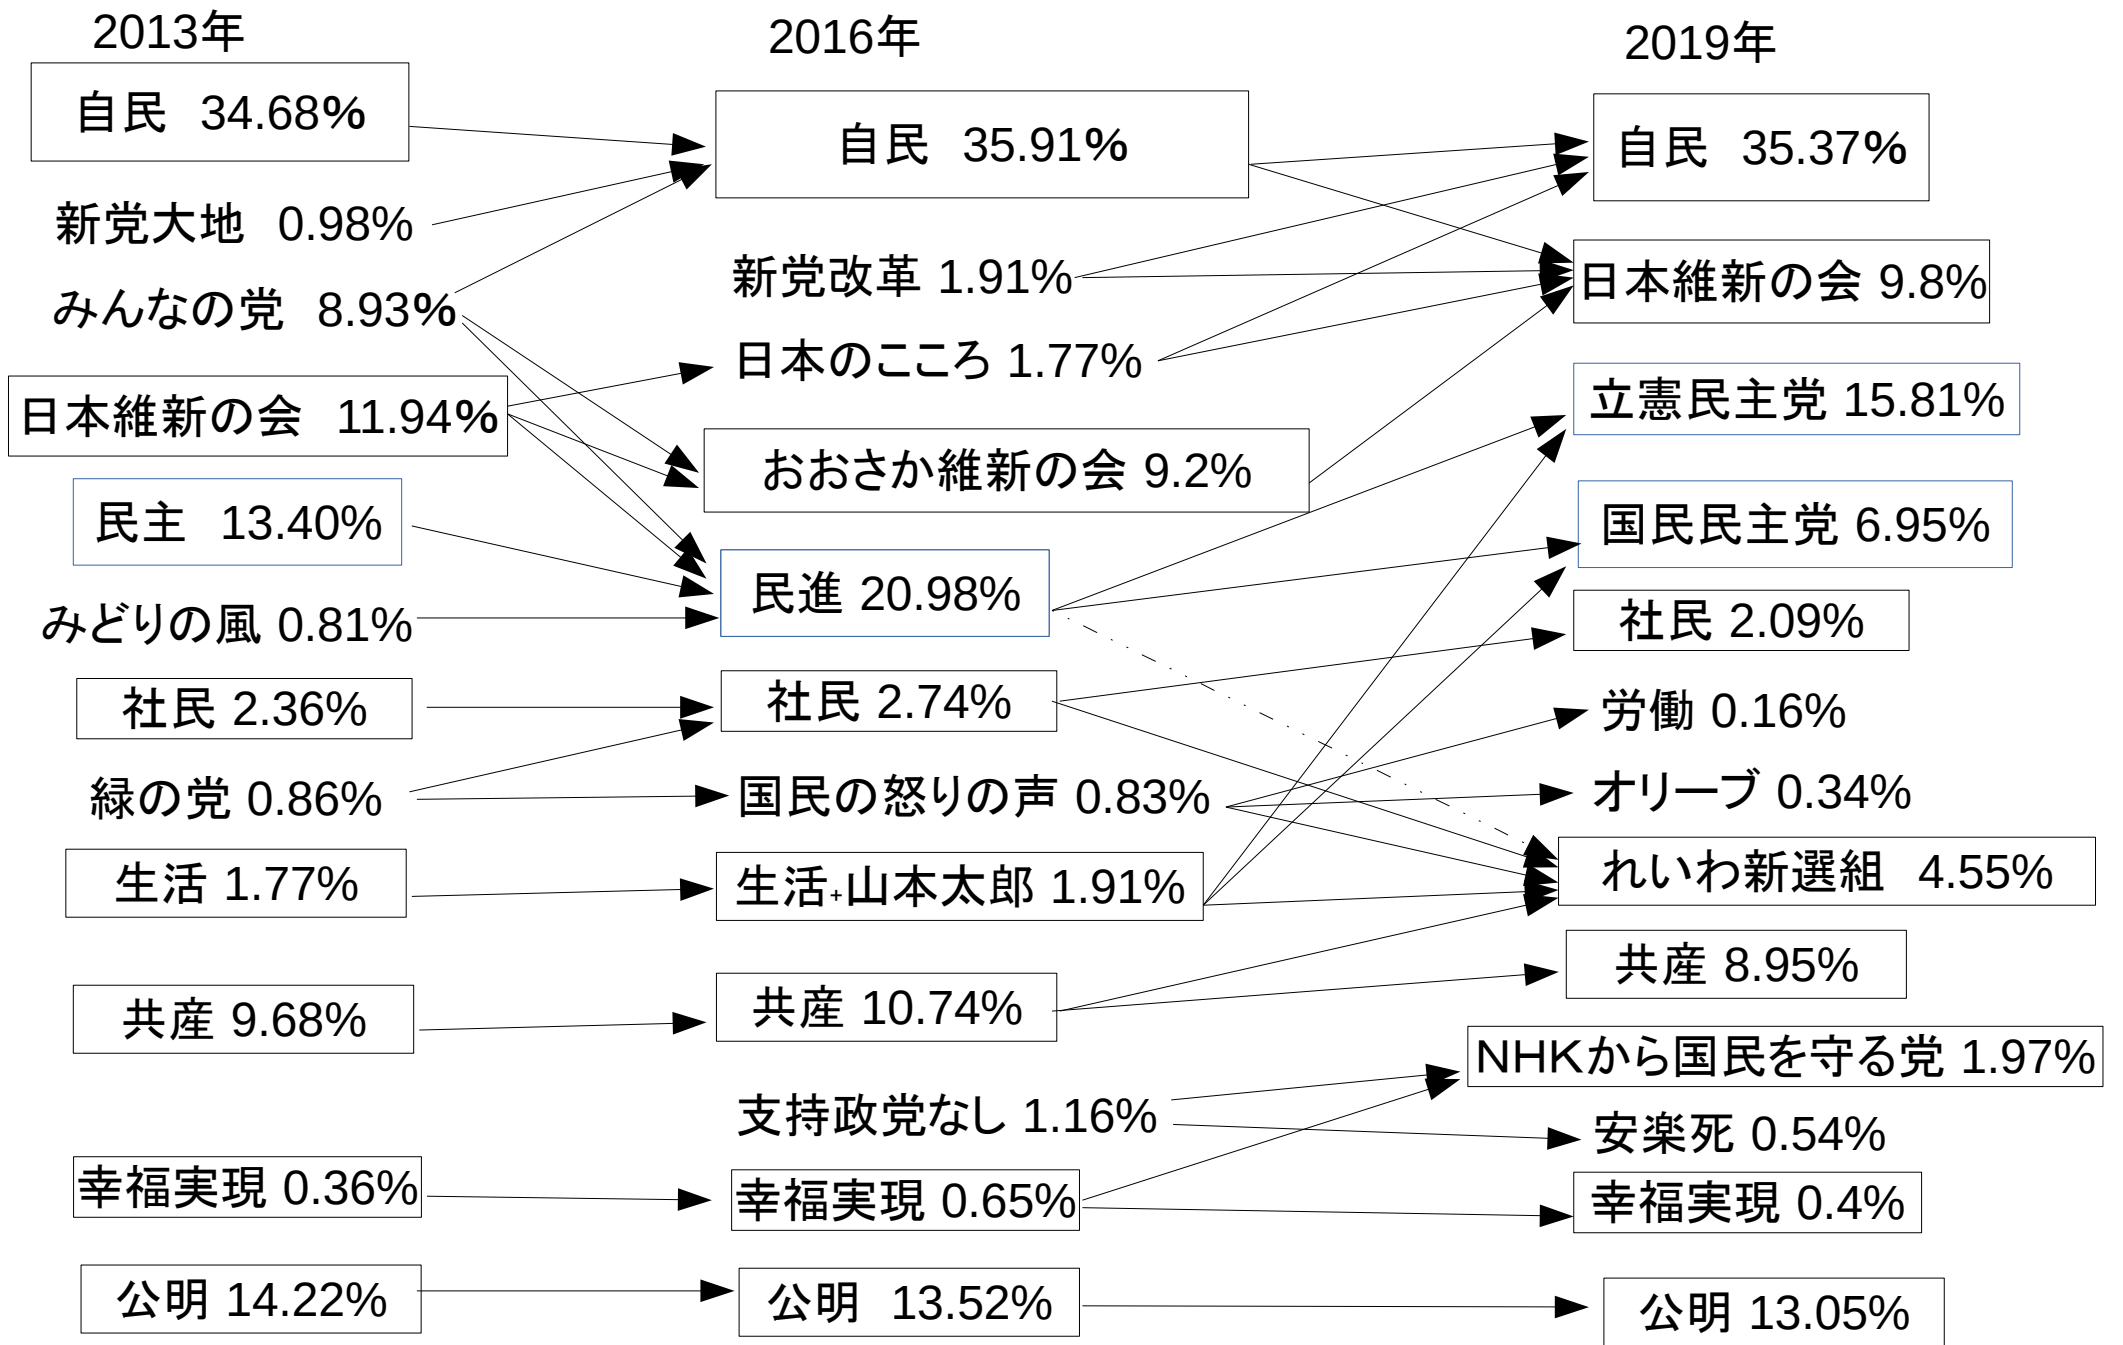 2013年
自民 34.68%
新党大地 0.98%
みんなの党 8.93%
日本維新の会 11.94%
民主 13.40%
みどりの風 0.81%
社民 2.36%
緑の党 0.86%
生活 1.77%
共産 9.68%
幸福実現 0.36%
公明 14.22%
2016年
自民 35.91%
新党改革 1.91%
日本のこころ 1.77%
おおさか維新の会 9.2%
民進 20.98%
社民 2.74%
国民の怒りの声 0.83%
生活+山本太郎 1.91%
共産 10.74%
支持政党なし 1.16%
幸福実現 0.65%
公明 13.52%
2019年
自民 35.37%
日本維新の会 9.8%
立憲民主党 15.81%
国民民主党 6.95%
社民 2.09%
労働 0.16%
オリーブ 0.34%
れいわ新選組 4.55%
共産 8.95%
NHKから国民を守る党 1.97%
安楽死 0.54%
幸福実現 0.4%
公明 13.05%